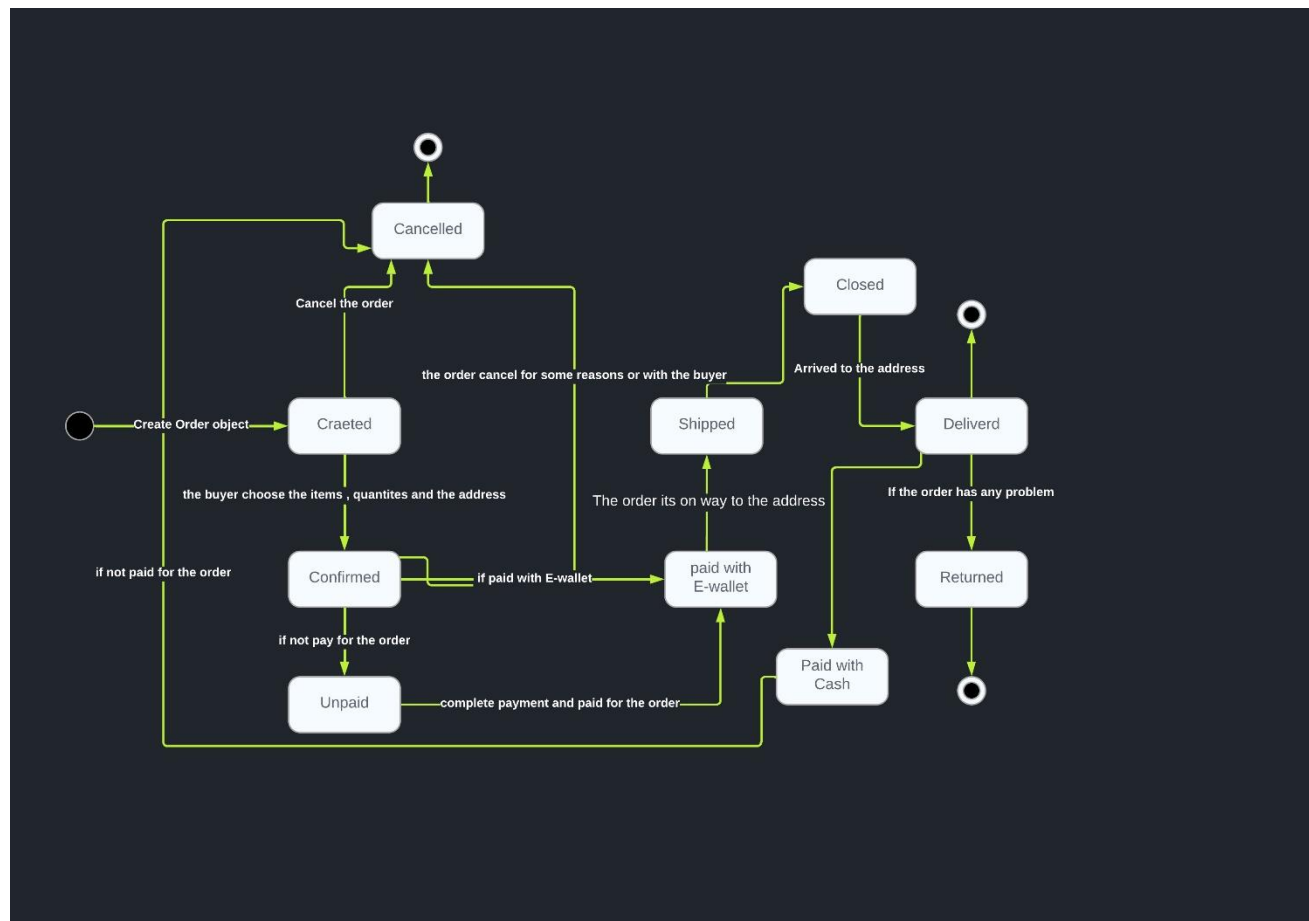 Cancelled
Closed
Cancel the order
Arrived to the address
the order cancel for some reasons or with the buyer
Create Order object
Craeted
Shipped
Deliverd
the buyer choose the items , quantites and the address
The order its on way to the address
If the order has any problem
if not paid for the order
Confirmed
if paid with E-wallet
paid with
E-wallet
Returned
if not pay for the order
Unpaid
complete payment and paid for the order
Paid with
Cash